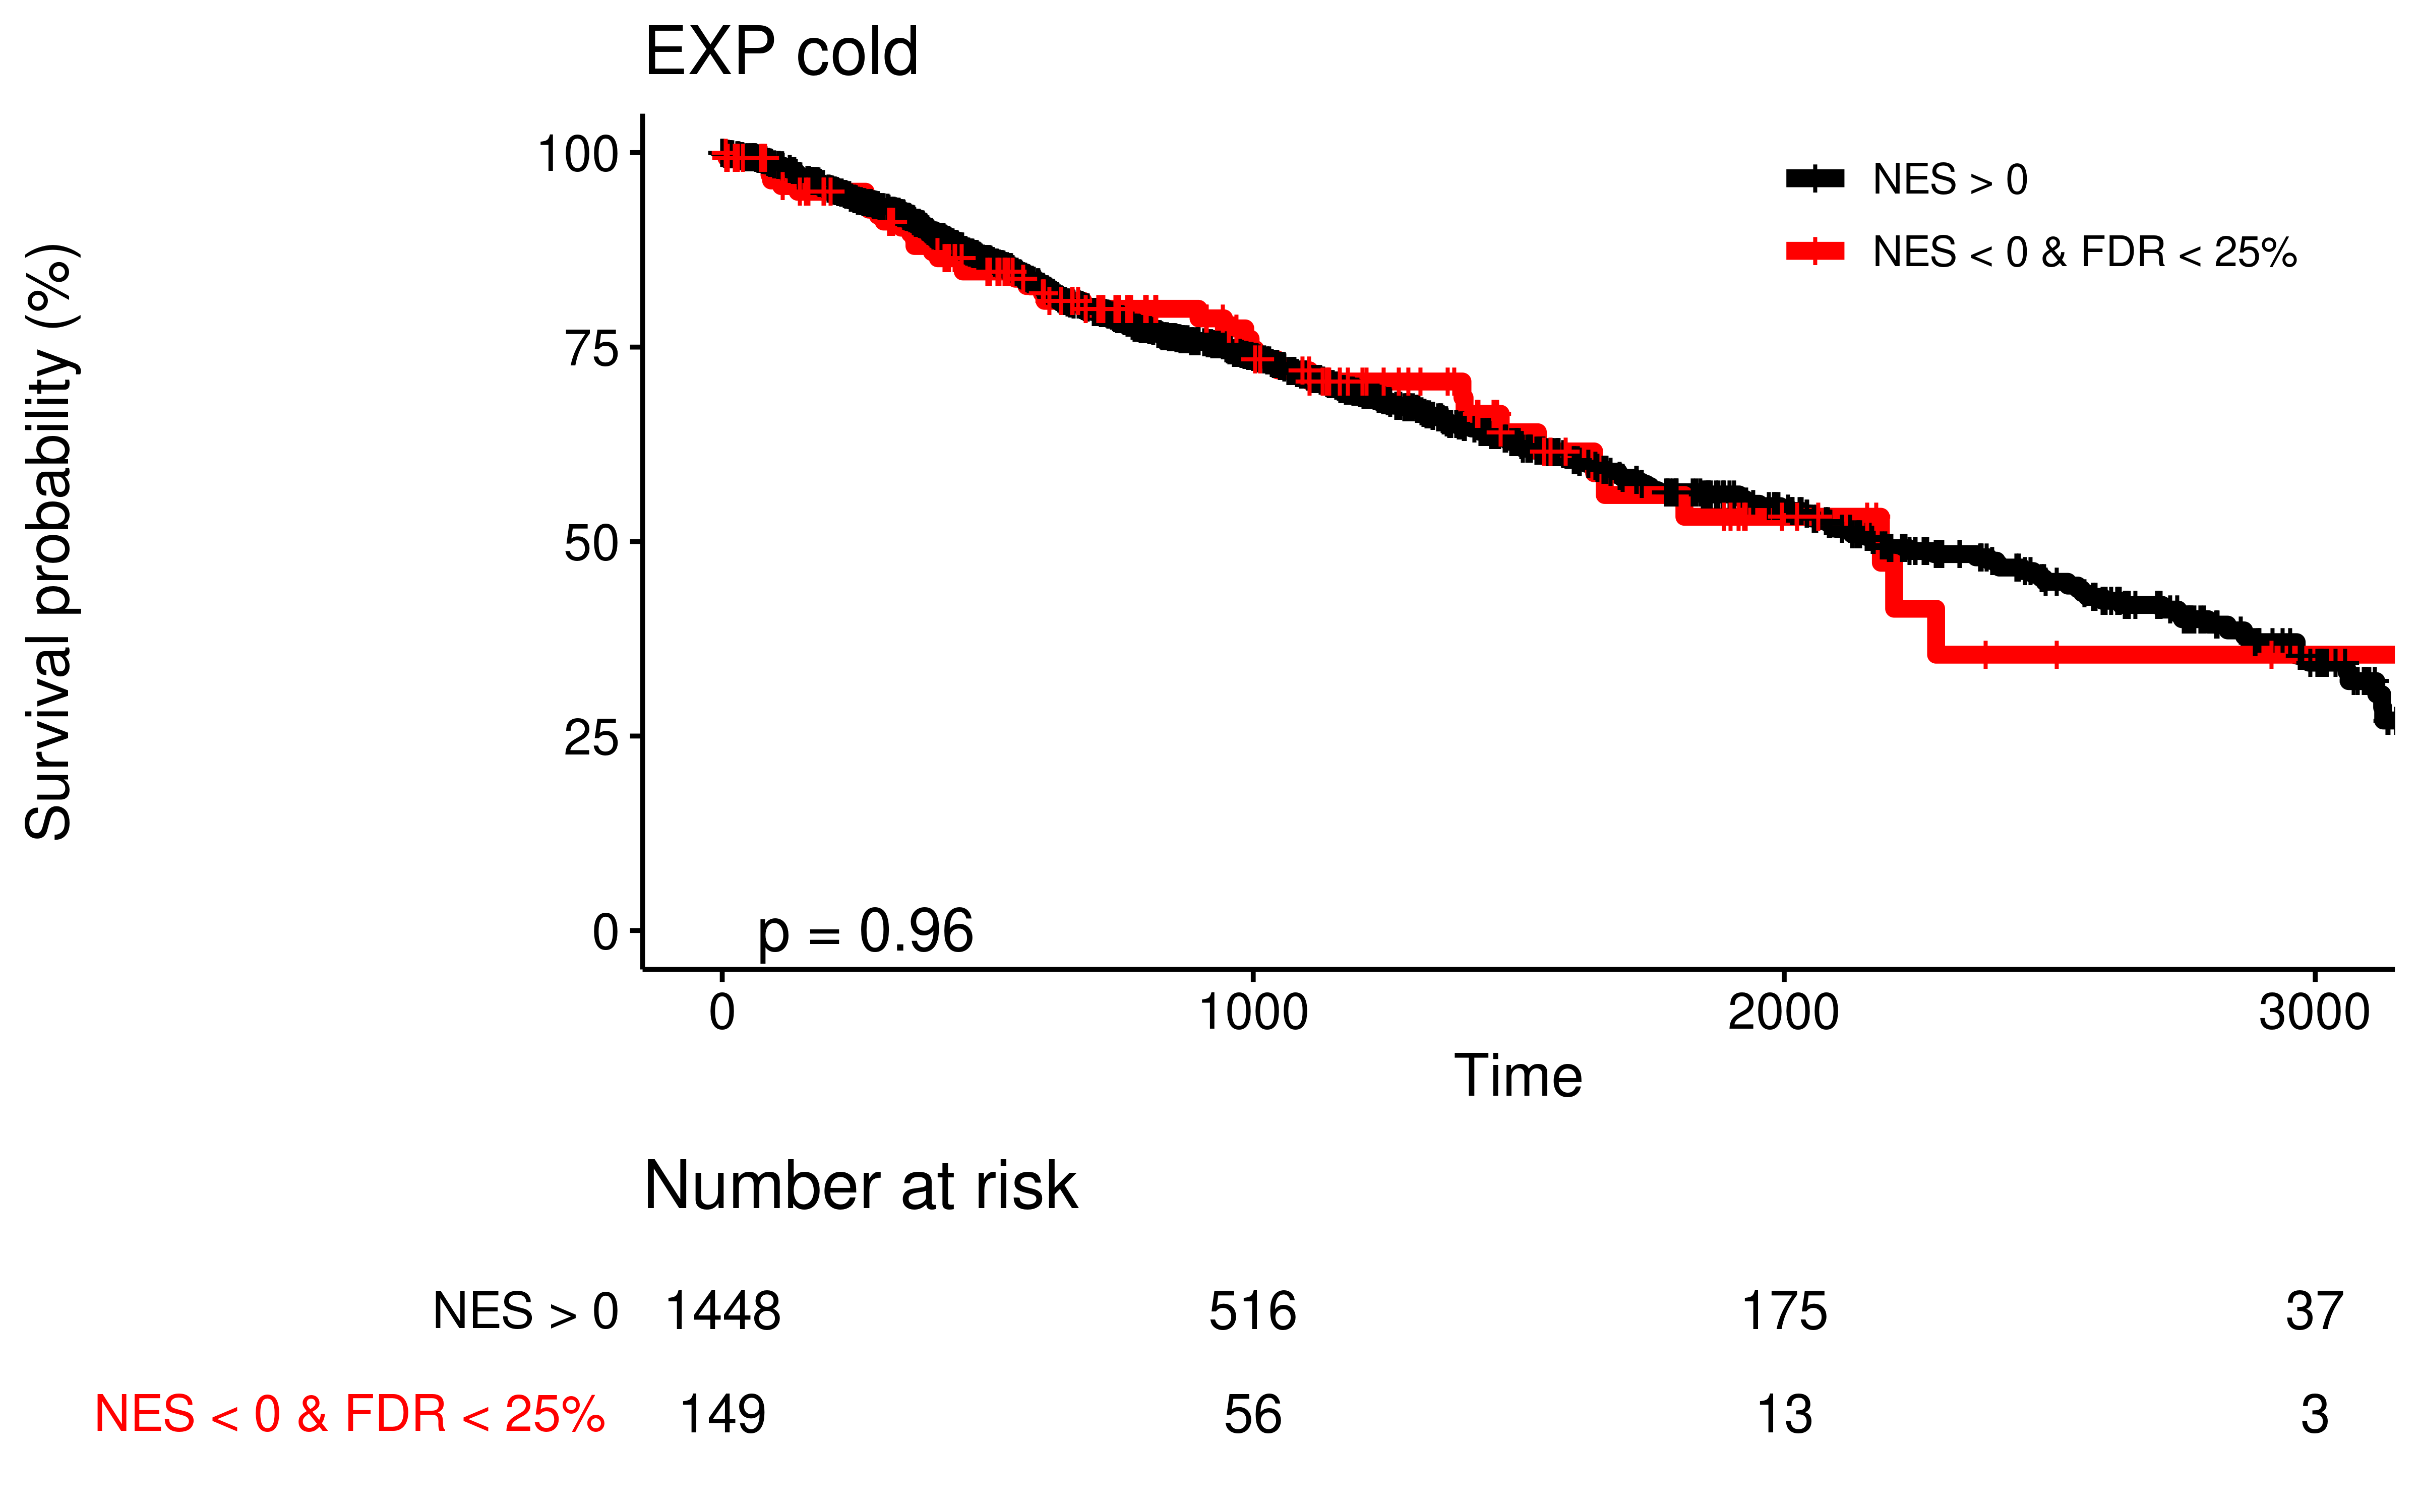 EXP cold
Survival probability (%)
100
75
50
25
0
NES > 0
NES < 0 & FDR < 25%
p = 0.96
0 1000 2000 3000
Time
Number at risk
NES > 0 1448 516 175 37
NES < 0 & FDR < 25% 149 56 13 3